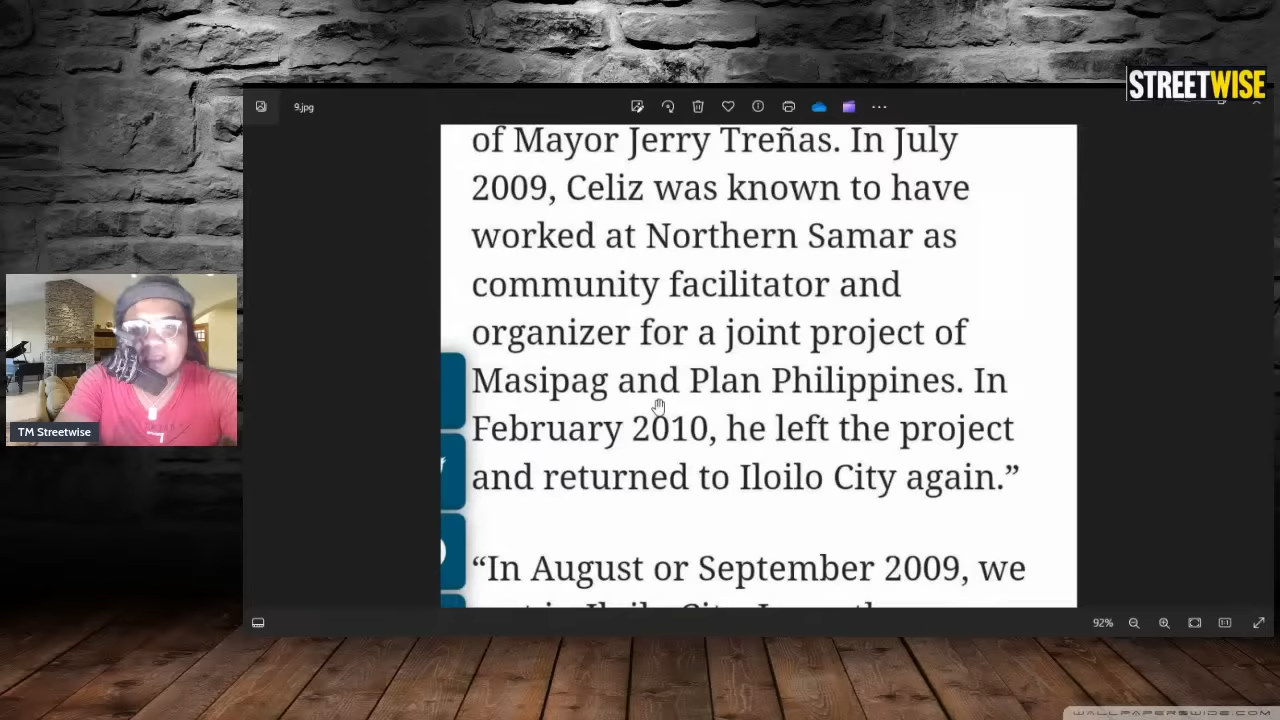 STREETWISE
9.jpg
of Mayor Jerry Treñas. In July
2009, Celiz was known to have
worked at Northern Samar as
community facilitator and
organizer for a joint project of
Masipag and Plan Philippines. In
February 2010, he left the project
and returned to Iloilo City again.”
“In August or September 2009, we
TM Streetwise
92%
WALLPAPERSWIDE.COM